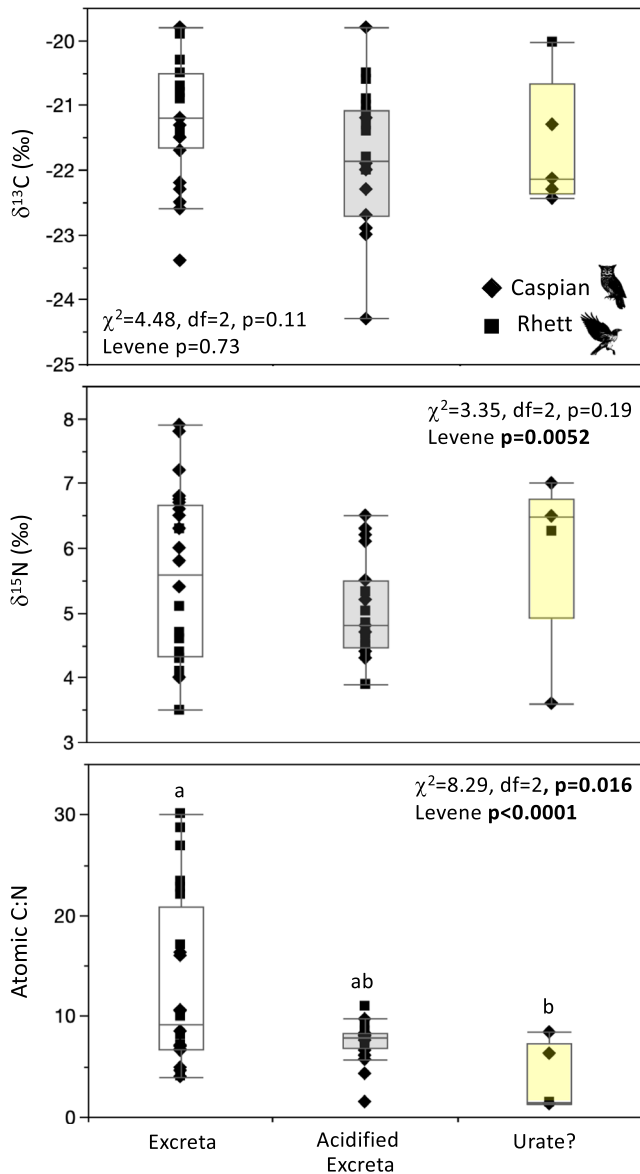 δ¹³C (‰)
-20
-21
-22
-23
-24
-25
Caspian
Rhett
χ²=4.48, df=2, p=0.11
Levene p=0.73
δ¹⁵N (‰)
8
7
6
5
4
3
χ²=3.35, df=2, p=0.19
Levene p=0.0052
Atomic C:N
30
20
10
0
χ²=8.29, df=2, p=0.016
Levene p<0.0001
a
ab
b
Excreta
Acidified
Excreta
Urate?